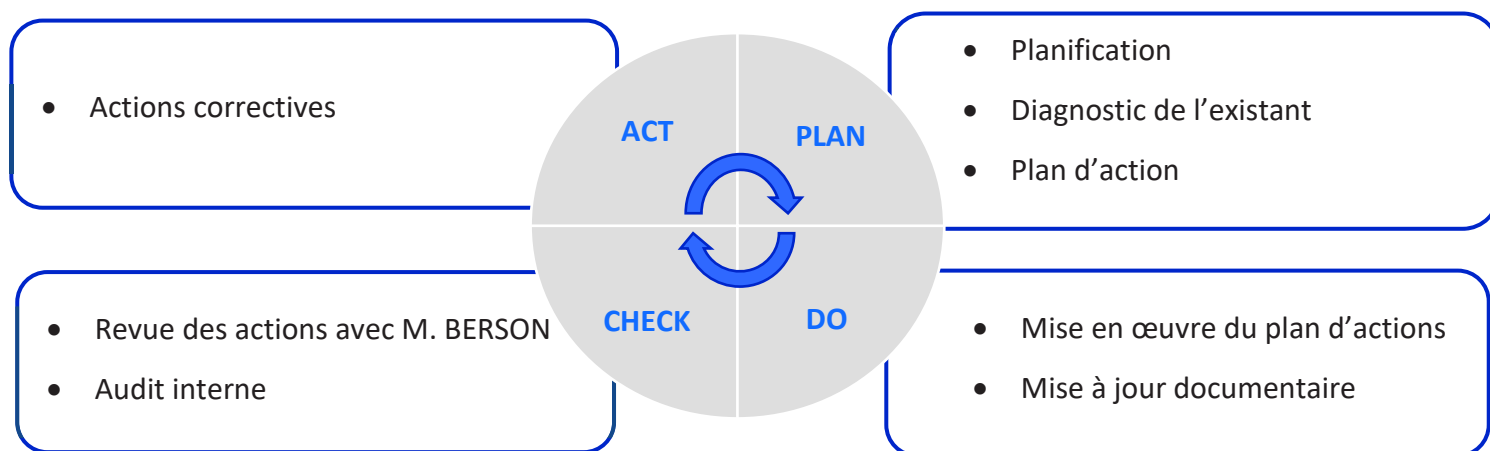 Actions correctives
ACT
PLAN
Planification
Diagnostic de l’existant
Plan d’action
Revue des actions avec M. BERSON
Audit interne
CHECK
DO
Mise en œuvre du plan d’actions
Mise à jour documentaire